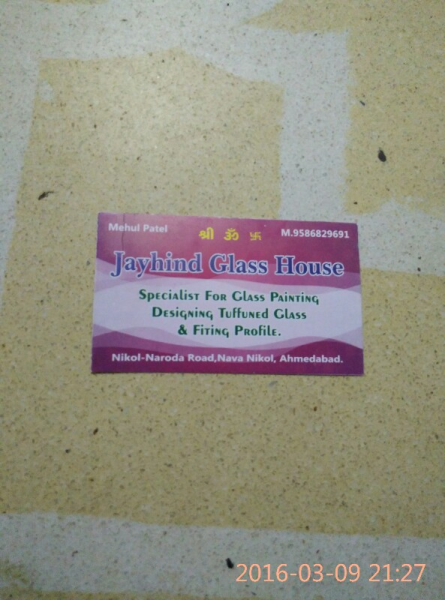 Mehul Patel
श्री ॐ 卐
M.9586829691
Jayhind Glass House
Specialist For Glass Painting
Designing Tuffuned Glass
& Fiting Profile.
Nikol-Naroda Road,Nava Nikol, Ahmedabad.
2016-03-09 21:27